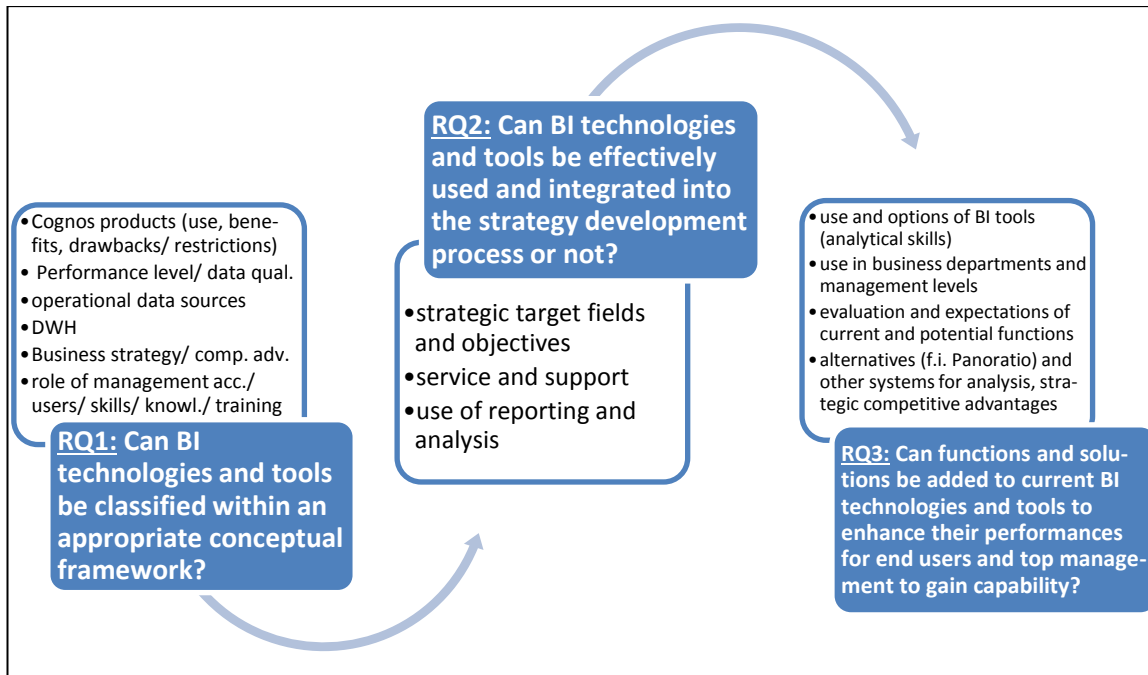 •Cognos products (use, bene-
fits, drawbacks/ restrictions)
• Performance level/ data qual.
•operational data sources
•DWH
•Business strategy/ comp. adv.
•role of management acc./
users/ skills/ knowl./ training
RQ1: Can BI
technologies and tools
be classified within an
appropriate conceptual
framework?
RQ2: Can BI technologies
and tools be effectively
used and integrated into
the strategy development
process or not?
•strategic target fields
and objectives
•service and support
•use of reporting and
analysis
•use and options of BI tools
(analytical skills)
•use in business departments and
management levels
•evaluation and expectations of
current and potential functions
•alternatives (f.i. Panoratio) and
other systems for analysis, stra-
tegic competitive advantages
RQ3: Can functions and solu-
tions be added to current BI
technologies and tools to
enhance their performances
for end users and top manage-
ment to gain capability?